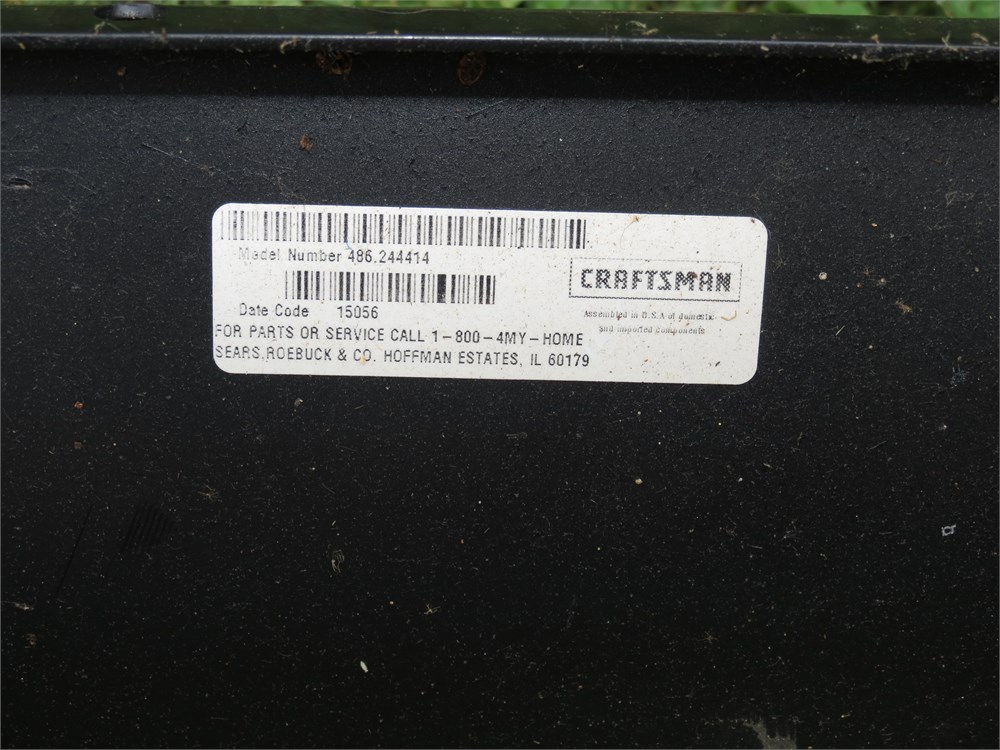 Model Number 486.244414
Date Code 15056
FOR PARTS OR SERVICE CALL 1-800-4MY-HOME
SEARS, ROEBUCK & CO. HOFFMAN ESTATES, IL 60179
CRAFTSMAN
Assembled in U.S.A of domestic
and imported components